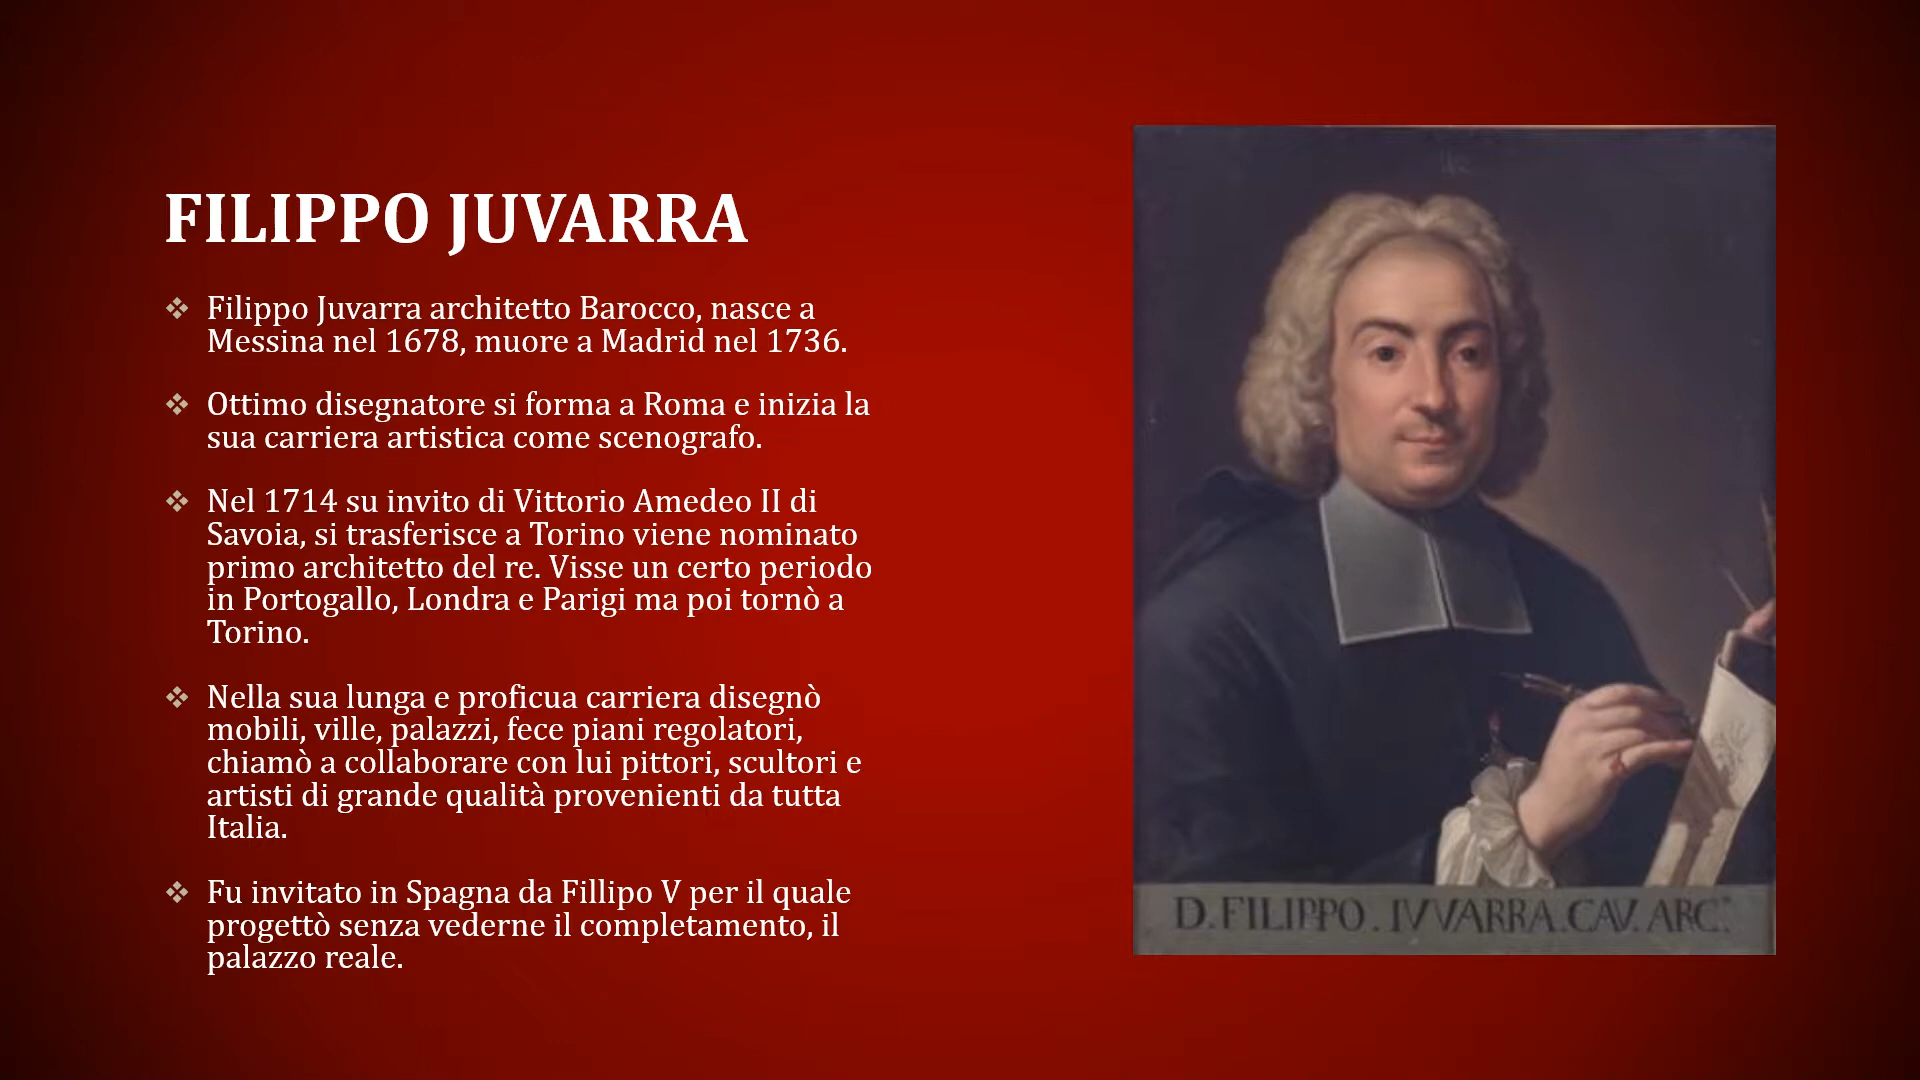 FILIPPO JUVARRA
Filippo Juvarra architetto Barocco, nasce a
Messina nel 1678, muore a Madrid nel 1736.
Ottimo disegnatore si forma a Roma e inizia la
sua carriera artistica come scenografo.
Nel 1714 su invito di Vittorio Amedeo II di
Savoia, si trasferisce a Torino viene nominato
primo architetto del re. Visse un certo periodo
in Portogallo, Londra e Parigi ma poi tornò a
Torino.
Nella sua lunga e proficua carriera disegnò
mobili, ville, palazzi, fece piani regolatori,
chiamò a collaborare con lui pittori, scultori e
artisti di grande qualità provenienti da tutta
Italia.
Fu invitato in Spagna da Fillipo V per il quale
progettò senza vederne il completamento, il
palazzo reale.
D. FILIPPO. IVVARRA. CAV. ARC.